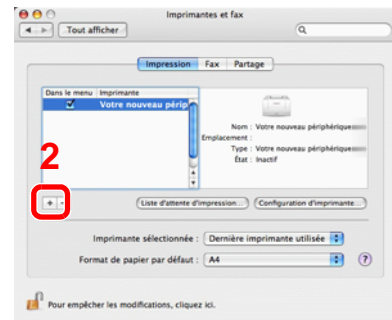 Imprimantes et fax
Tout afficher
Impression Fax Partage
Dans le menu Imprimante
Votre nouveau périp
Nom : Votre nouveau périphérique
Emplacement :
Type : Votre nouveau périphérique
État : Inactif
2
+ -
Liste d'attente d'impression... Configuration d'imprimante...
Imprimante sélectionnée : Dernière imprimante utilisée
Format de papier par défaut : A4 ?
Pour empêcher les modifications, cliquez ici.